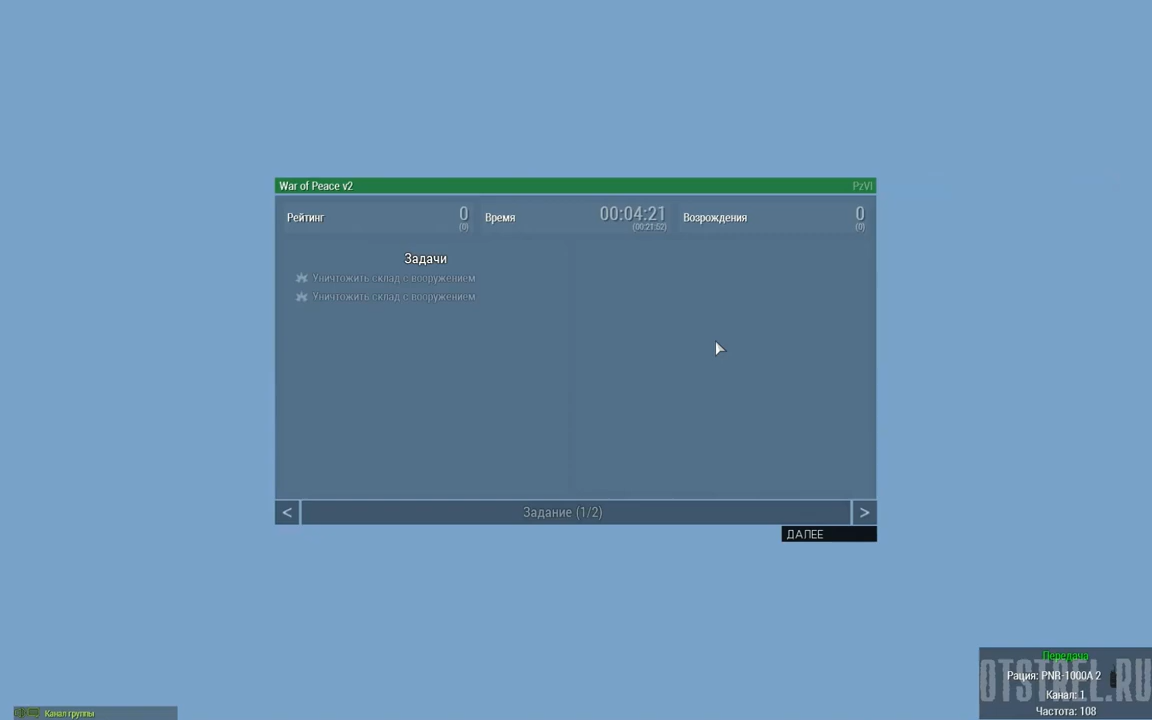 War of Peace v2
PzVI
Рейтинг
0
(0)
Время
00:04:21
(00:21:52)
Возрождения
0
(0)
Задачи
Уничтожить склад с вооружением
Уничтожить склад с вооружением
<
Задание (1/2)
>
ДАЛЕЕ
Передача
OTSTREL.RU
Рация: PNR-1000A 2
Канал: 1
Частота: 108
Канал группы